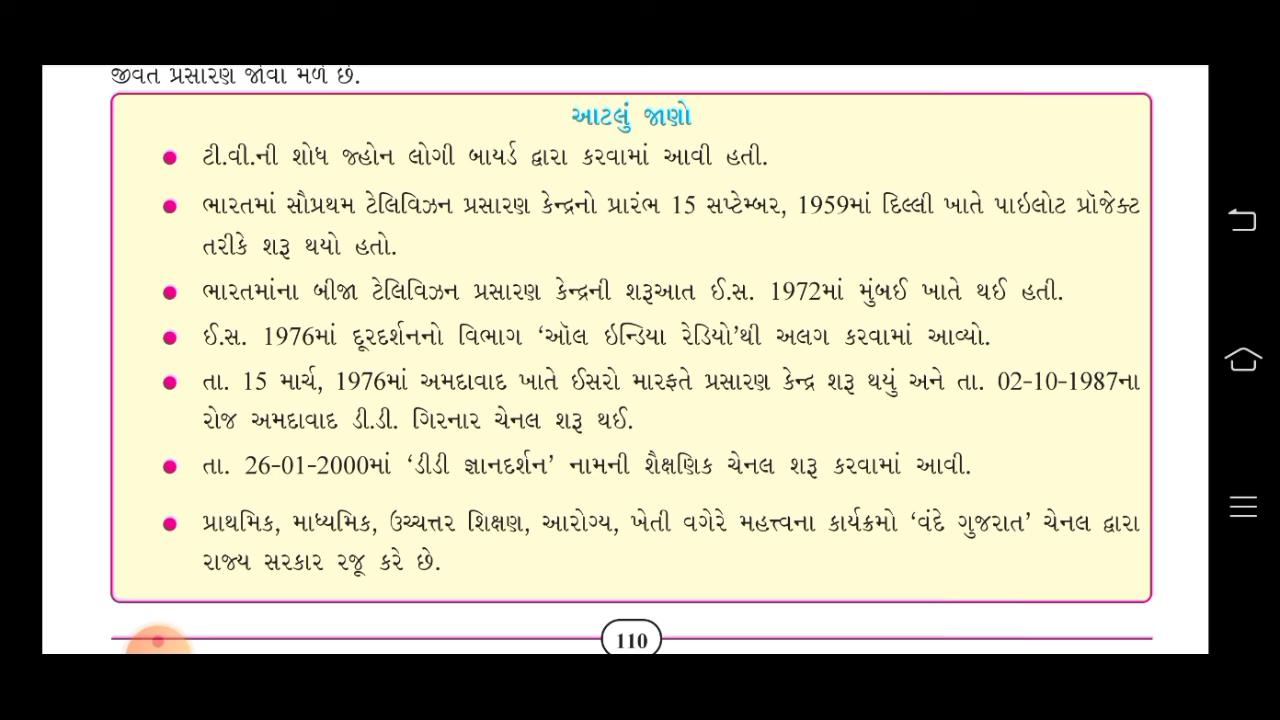 જીવંત પ્રસારણ જોવા મળે છે.
આટલું જાણો
● ટી.વી.ની શોધ જ્હોન લોગી બાયર્ડ દ્વારા કરવામાં આવી હતી.
● ભારતમાં સૌપ્રથમ ટેલિવિઝન પ્રસારણ કેન્દ્રનો પ્રારંભ 15 સપ્ટેમ્બર, 1959માં દિલ્લી ખાતે પાઇલોટ પ્રૉજેક્ટ
તરીકે શરૂ થયો હતો.
● ભારતમાંના બીજા ટેલિવિઝન પ્રસારણ કેન્દ્રની શરૂઆત ઈ.સ. 1972માં મુંબઈ ખાતે થઈ હતી.
● ઈ.સ. 1976માં દૂરદર્શનનો વિભાગ ‘ઑલ ઇન્ડિયા રેડિયો’થી અલગ કરવામાં આવ્યો.
● તા. 15 માર્ચ, 1976માં અમદાવાદ ખાતે ઈસરો મારફતે પ્રસારણ કેન્દ્ર શરૂ થયું અને તા. 02-10-1987ના
રોજ અમદાવાદ ડી.ડી. ગિરનાર ચેનલ શરૂ થઈ.
● તા. 26-01-2000માં ‘ડીડી જ્ઞાનદર્શન’ નામની શૈક્ષણિક ચેનલ શરૂ કરવામાં આવી.
● પ્રાથમિક, માધ્યમિક, ઉચ્ચત્તર શિક્ષણ, આરોગ્ય, ખેતી વગેરે મહત્ત્વના કાર્યક્રમો ‘વંદે ગુજરાત’ ચેનલ દ્વારા
રાજ્ય સરકાર રજૂ કરે છે.
110